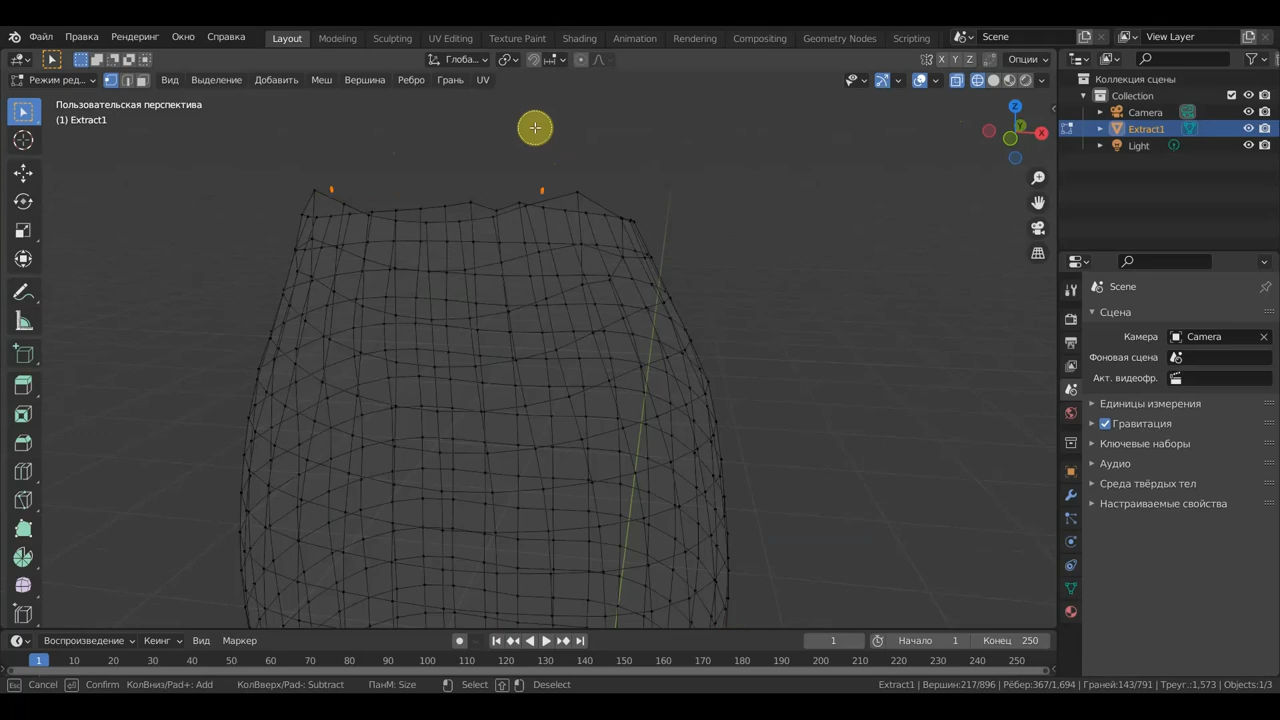 Файл Правка Рендеринг Окно Справка Layout Modeling Sculpting UV Editing Texture Paint Shading Animation Rendering Compositing Geometry Nodes Scripting Scene View Layer
Глоба... X Y Z Опции
Режим ред... Вид Выделение Добавить Меш Вершина Ребро Грань UV
Пользовательская перспектива
(1) Extract1
Z
Y
X
Коллекция сцены
Collection
Camera
Extract1
Light
Scene
Сцена
Камера Camera
Фоновая сцена
Акт. видеофр.
Единицы измерения
Гравитация
Ключевые наборы
Аудио
Среда твёрдых тел
Настраиваемые свойства
Воспроизведение Кеинг Вид Маркер 1 Начало 1 Конец 250
1 10 20 30 40 50 60 70 80 90 100 110 120 130 140 150 160 170 180 190 200 210 220 230 240 250
Esc Cancel Confirm КолВниз/Pad+: Add КолВверх/Pad-: Subtract ПанМ: Size Select Deselect Extract1 | Вершин:217/896 | Рёбер:367/1,694 | Граней:143/791 | Треуг.:1,573 | Objects:1/3